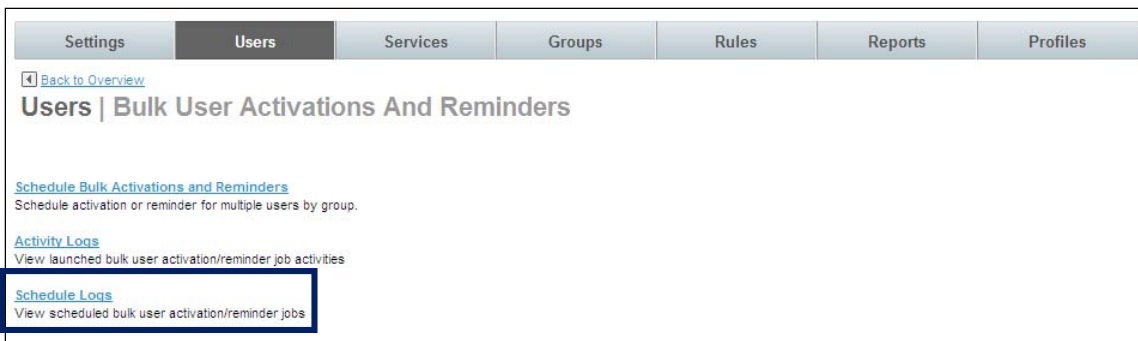 Settings Users Services Groups Rules Reports Profiles
Back to Overview
Users | Bulk User Activations And Reminders
Schedule Bulk Activations and Reminders
Schedule activation or reminder for multiple users by group.
Activity Logs
View launched bulk user activation/reminder job activities
Schedule Logs
View scheduled bulk user activation/reminder jobs